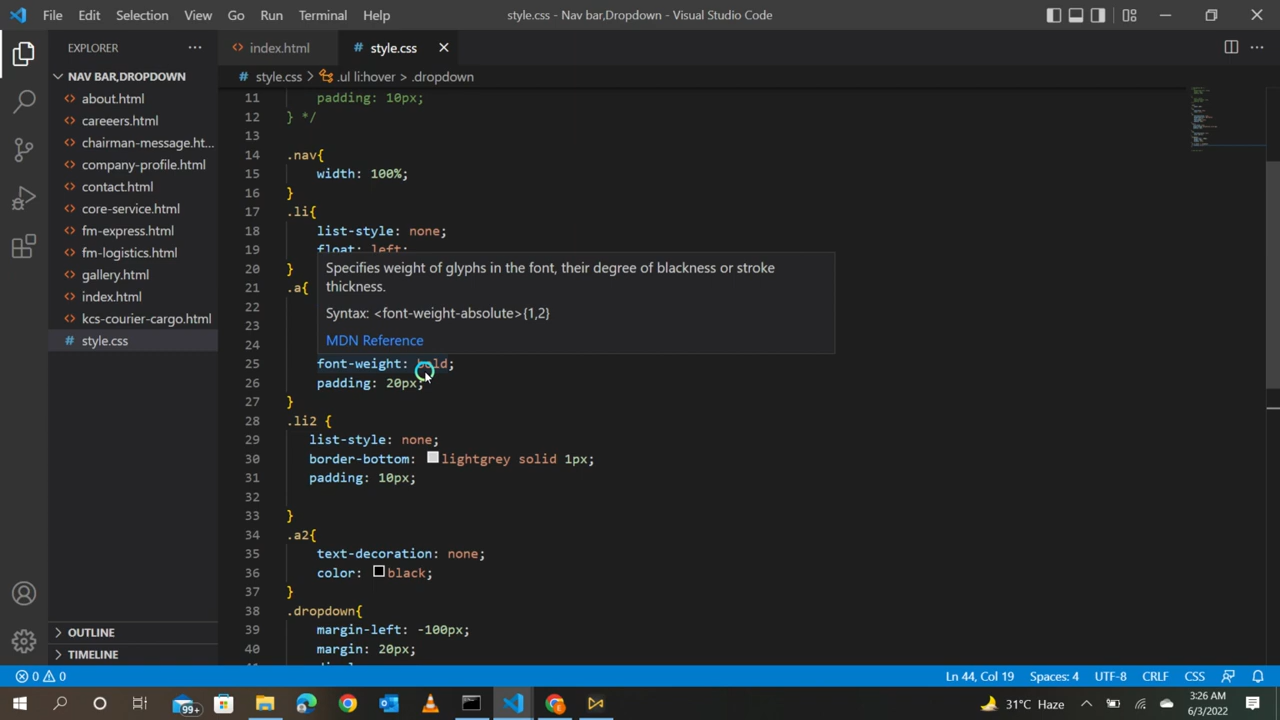 File Edit Selection View Go Run Terminal Help
style.css - Nav bar,Dropdown - Visual Studio Code
EXPLORER
NAV BAR,DROPDOWN
about.html
careeers.html
chairman-message.ht...
company-profile.html
contact.html
core-service.html
fm-express.html
fm-logistics.html
gallery.html
index.html
kcs-courier-cargo.html
# style.css
OUTLINE
TIMELINE
index.html # style.css
# style.css > .ul li:hover > .dropdown
11 padding: 10px;
12 } */
13
14 .nav{
15 width: 100%;
16 }
17 .li{
18 list-style: none;
19 float: left;
20 }
21 .a{
22
23
24
Specifies weight of glyphs in the font, their degree of blackness or stroke
thickness.
Syntax: <font-weight-absolute>{1,2}
MDN Reference
25 font-weight: bold;
26 padding: 20px;
27 }
28 .li2 {
29 list-style: none;
30 border-bottom: lightgrey solid 1px;
31 padding: 10px;
32
33 }
34 .a2{
35 text-decoration: none;
36 color: black;
37 }
38 .dropdown{
39 margin-left: -100px;
40 margin: 20px;
0 0 Ln 44, Col 19 Spaces: 4 UTF-8 CRLF CSS
99+ 31°C Haze 3:26 AM
6/3/2022